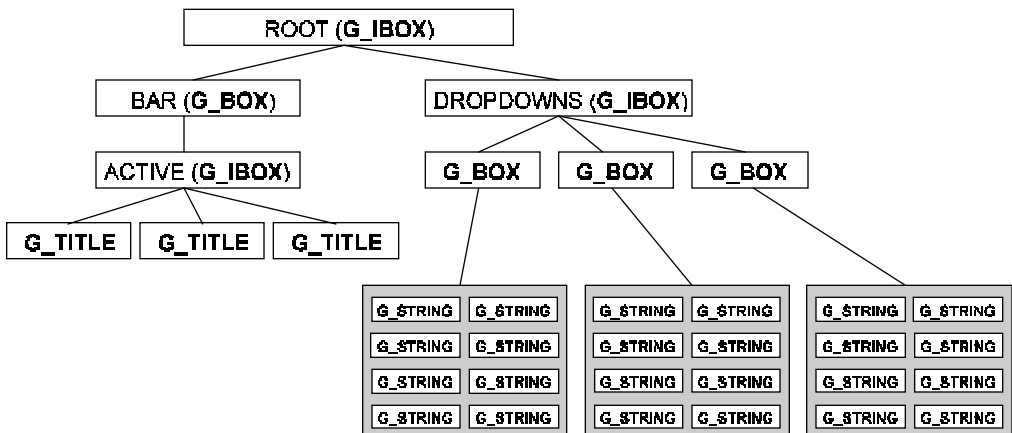 ROOT (G_IBOX)
BAR (G_BOX)
DROPDOWNS (G_IBOX)
ACTIVE (G_IBOX)
G_BOX
G_BOX
G_BOX
G_TITLE
G_TITLE
G_TITLE
G_STRING G_STRING G_STRING G_STRING G_STRING G_STRING
G_STRING G_STRING G_STRING G_STRING G_STRING G_STRING
G_STRING G_STRING G_STRING G_STRING G_STRING G_STRING
G_STRING G_STRING G_STRING G_STRING G_STRING G_STRING